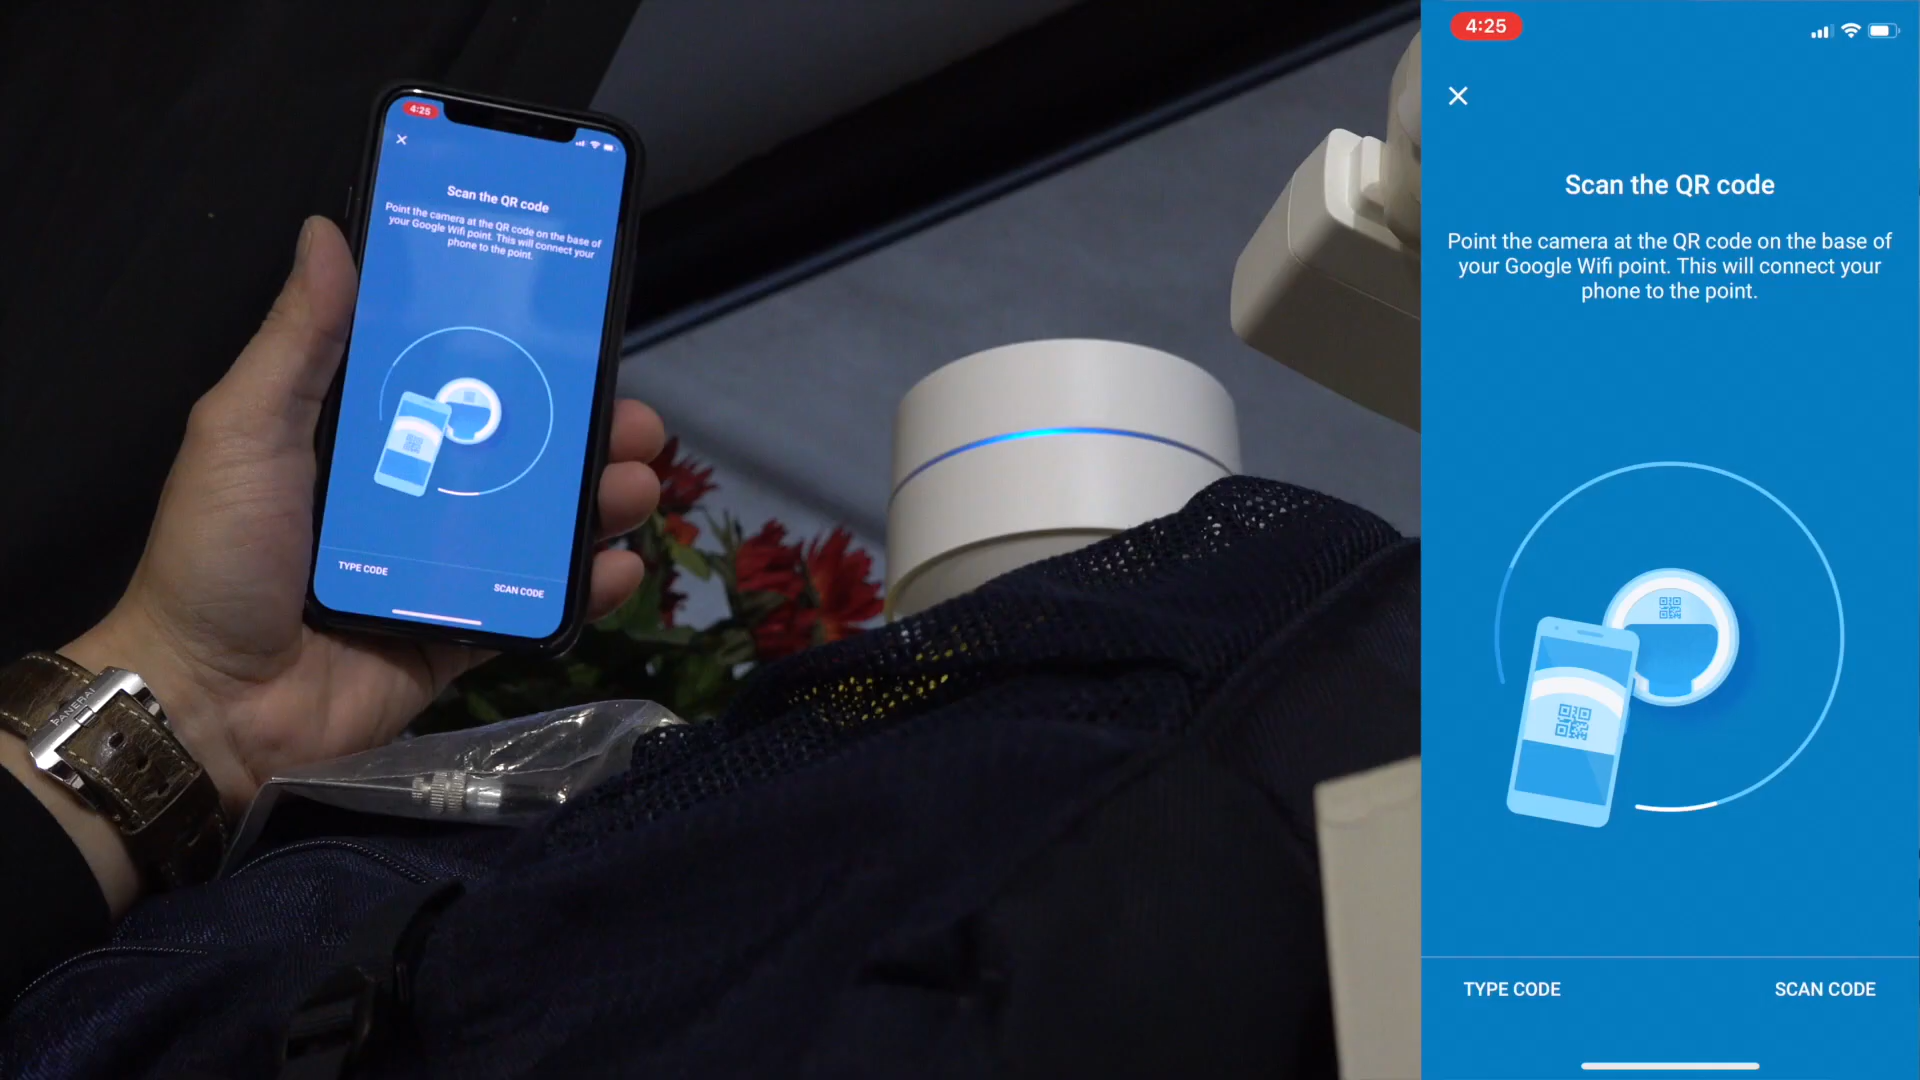 4:25
Scan the QR code
Point the camera at the QR code on the base of
your Google Wifi point. This will connect your
phone to the point.
TYPE CODE
SCAN CODE
PANERAI
4:25
Scan the QR code
Point the camera at the QR code on the base of
your Google Wifi point. This will connect your
phone to the point.
TYPE CODE
SCAN CODE